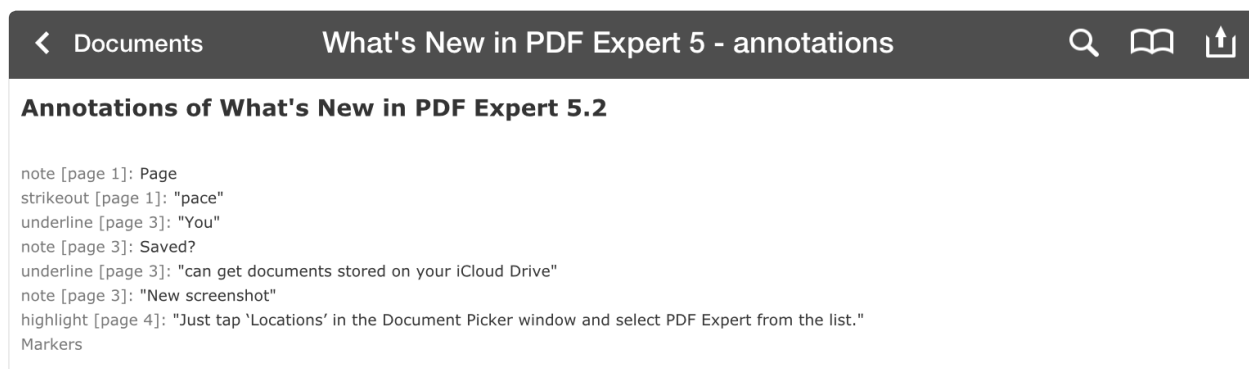 Documents What's New in PDF Expert 5 - annotations
Annotations of What's New in PDF Expert 5.2
note [page 1]: Page
strikeout [page 1]: "pace"
underline [page 3]: "You"
note [page 3]: Saved?
underline [page 3]: "can get documents stored on your iCloud Drive"
note [page 3]: "New screenshot"
highlight [page 4]: "Just tap ‘Locations’ in the Document Picker window and select PDF Expert from the list."
Markers